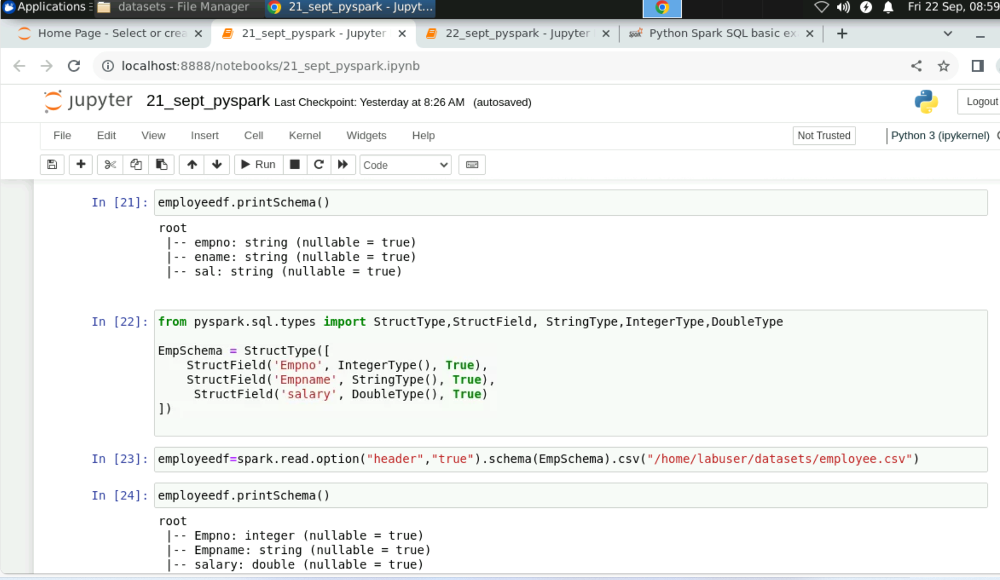 Applications
datasets - File Manager
21_sept_pyspark - Jupyt...
Fri 22 Sep, 08:59
Home Page - Select or crea
21_sept_pyspark - Jupyter
22_sept_pyspark - Jupyter
Python Spark SQL basic ex
localhost:8888/notebooks/21_sept_pyspark.ipynb
jupyter 21_sept_pyspark Last Checkpoint: Yesterday at 8:26 AM (autosaved)
Logout
File Edit View Insert Cell Kernel Widgets Help
Not Trusted
Python 3 (ipykernel)
Run
Code
In [21]: employeedf.printSchema()
root
|-- empno: string (nullable = true)
|-- ename: string (nullable = true)
|-- sal: string (nullable = true)
In [22]: from pyspark.sql.types import StructType,StructField, StringType,IntegerType,DoubleType
EmpSchema = StructType([
StructField('Empno', IntegerType(), True),
StructField('Empname', StringType(), True),
StructField('salary', DoubleType(), True)
])
In [23]: employeedf=spark.read.option("header","true").schema(EmpSchema).csv("/home/labuser/datasets/employee.csv")
In [24]: employeedf.printSchema()
root
|-- Empno: integer (nullable = true)
|-- Empname: string (nullable = true)
|-- salary: double (nullable = true)